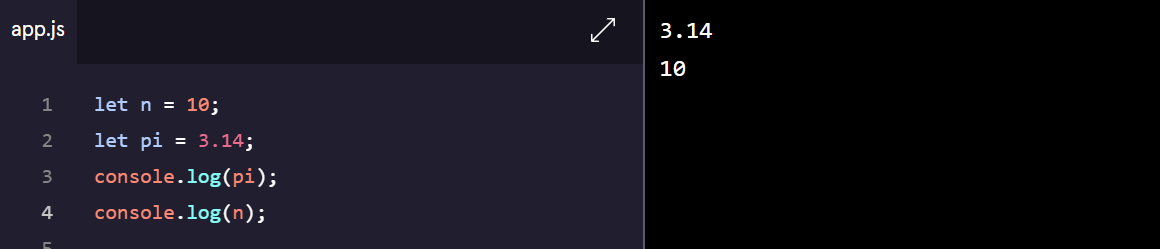 app.js
1 let n = 10;
2 let pi = 3.14;
3 console.log(pi);
4 console.log(n);
5
3.14
10